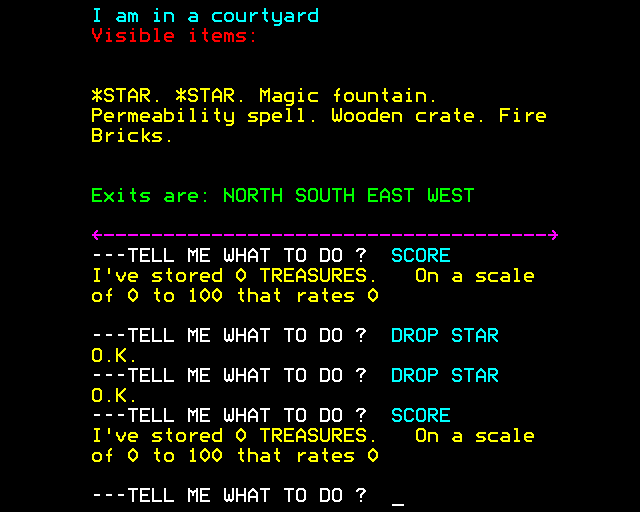 I am in a courtyard
Visible items:
*STAR. *STAR. Magic fountain.
Permeability spell. Wooden crate. Fire
Bricks.
Exits are: NORTH SOUTH EAST WEST
<--------------------------------------->
---TELL ME WHAT TO DO ? SCORE
I've stored 0 TREASURES. On a scale
of 0 to 100 that rates 0
---TELL ME WHAT TO DO ? DROP STAR
O.K.
---TELL ME WHAT TO DO ? DROP STAR
O.K.
---TELL ME WHAT TO DO ? SCORE
I've stored 0 TREASURES. On a scale
of 0 to 100 that rates 0
---TELL ME WHAT TO DO ? _